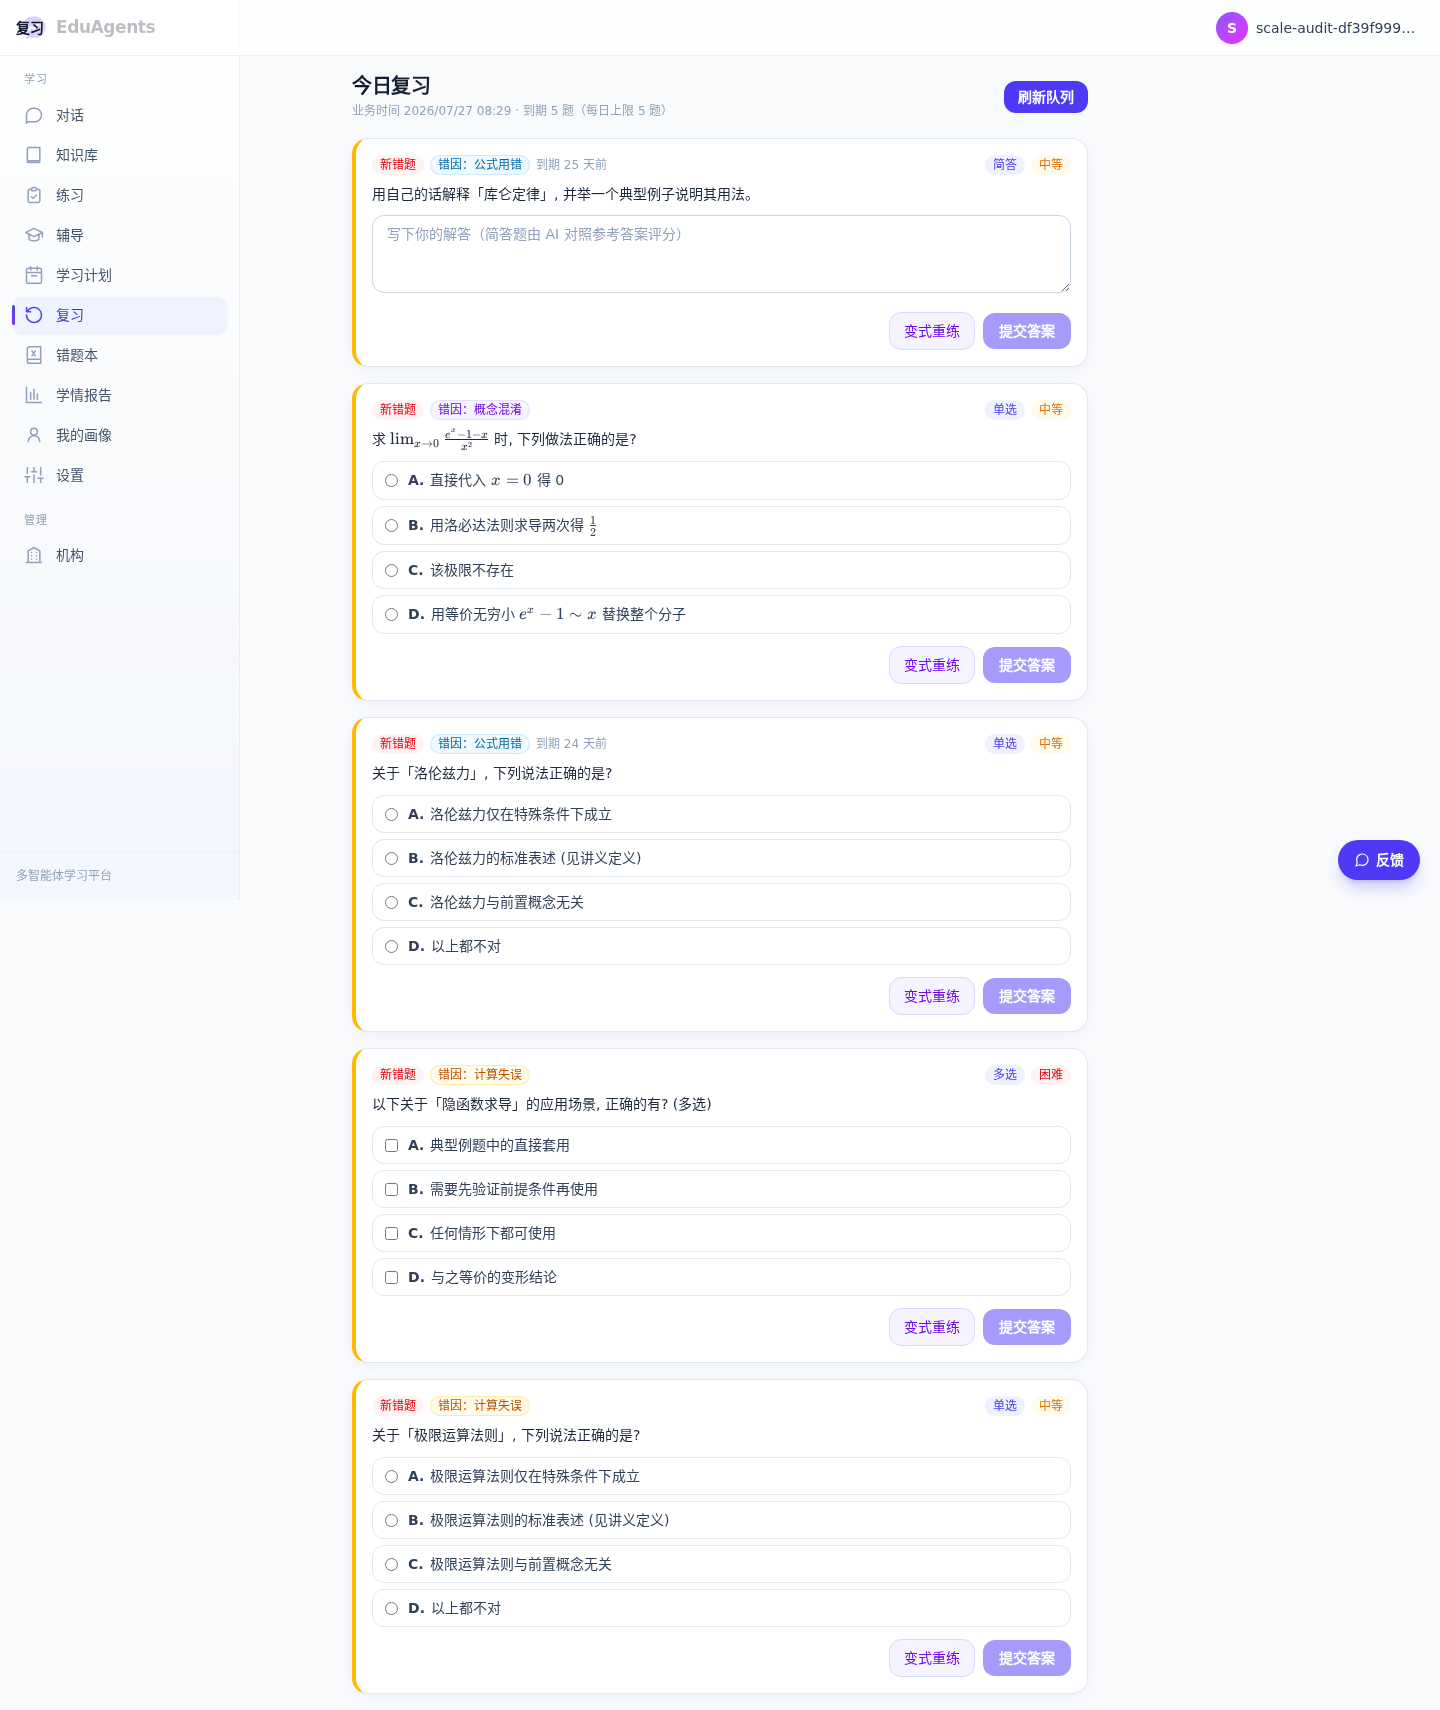 复习 EduAgents
S scale-audit-df39f999...
学习
对话
知识库
练习
辅导
学习计划
复习
错题本
学情报告
我的画像
设置
管理
机构
多智能体学习平台
今日复习
业务时间 2026/07/27 08:29 · 到期 5 题（每日上限 5 题）
刷新队列
新错题 错因：公式用错 到期 25 天前 简答 中等
用自己的话解释「库仑定律」, 并举一个典型例子说明其用法。
写下你的解答（简答题由 AI 对照参考答案评分）
变式重练 提交答案
新错题 错因：概念混淆 单选 中等
求 $\lim_{x \to 0} \frac{e^x-1-x}{x^2}$ 时, 下列做法正确的是?
A. 直接代入 $x = 0$ 得 0
B. 用洛必达法则求导两次得 $\frac{1}{2}$
C. 该极限不存在
D. 用等价无穷小 $e^x - 1 \sim x$ 替换整个分子
变式重练 提交答案
新错题 错因：公式用错 到期 24 天前 单选 中等
关于「洛伦兹力」, 下列说法正确的是?
A. 洛伦兹力仅在特殊条件下成立
B. 洛伦兹力的标准表述 (见讲义定义)
C. 洛伦兹力与前置概念无关
D. 以上都不对
变式重练 提交答案
新错题 错因：计算失误 多选 困难
以下关于「隐函数求导」的应用场景, 正确的有? (多选)
A. 典型例题中的直接套用
B. 需要先验证前提条件再使用
C. 任何情形下都可使用
D. 与之等价的变形结论
变式重练 提交答案
新错题 错因：计算失误 单选 中等
关于「极限运算法则」, 下列说法正确的是?
A. 极限运算法则仅在特殊条件下成立
B. 极限运算法则的标准表述 (见讲义定义)
C. 极限运算法则与前置概念无关
D. 以上都不对
变式重练 提交答案
反馈